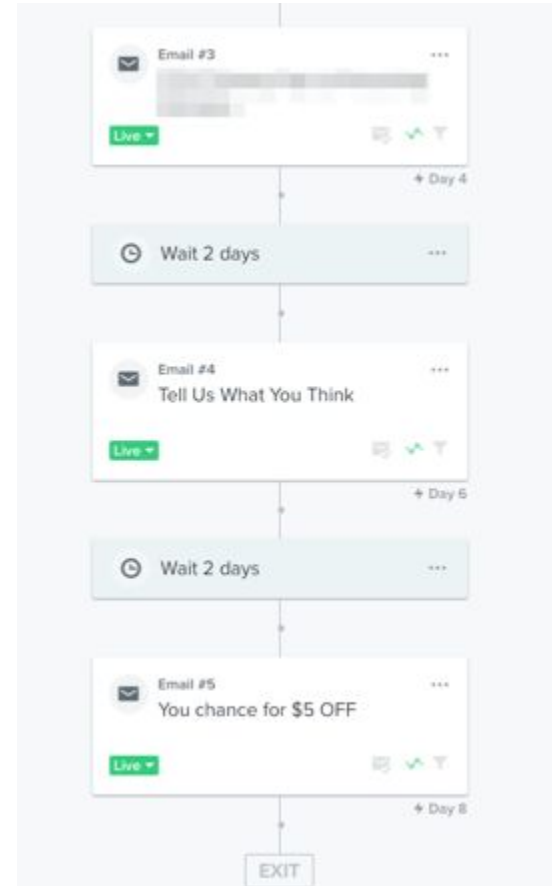 Email #3
Live
Day 4
Wait 2 days
Email #4
Tell Us What You Think
Live
Day 6
Wait 2 days
Email #5
You chance for $5 OFF
Live
Day 8
EXIT